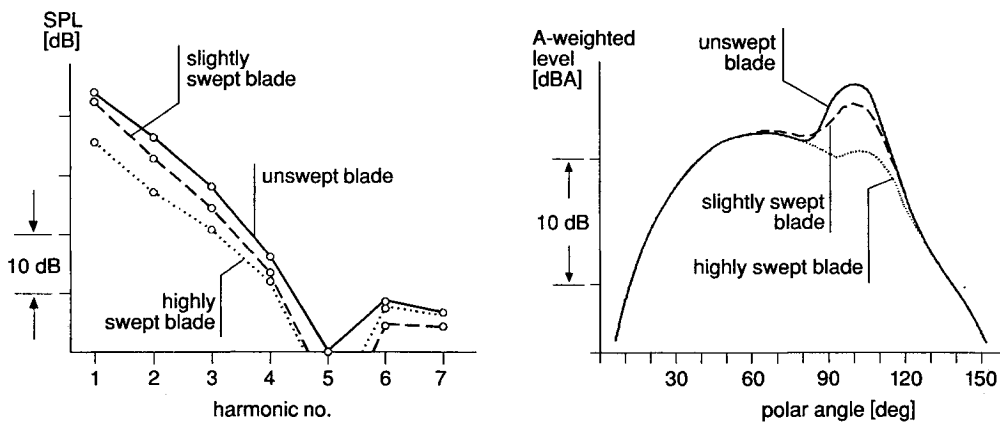 SPL
[dB]
slightly
swept blade
unswept blade
10 dB
highly
swept blade
1 2 3 4 5 6 7
harmonic no.
A-weighted
level
[dBA]
unswept
blade
10 dB
slightly swept
blade
highly swept blade
30 60 90 120 150
polar angle [deg]